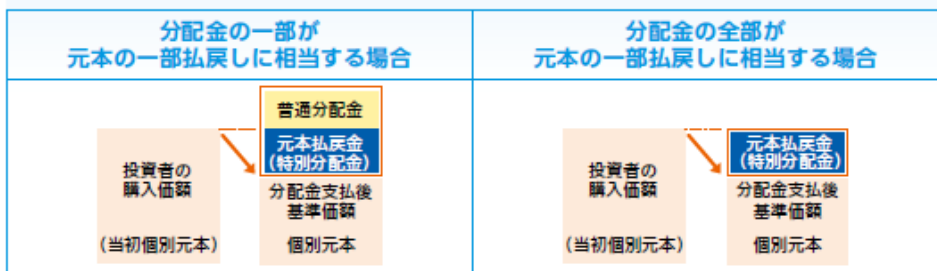 分配金の一部が
元本の一部払戻しに相当する場合
分配金の全部が
元本の一部払戻しに相当する場合
投資者の
購入価額
(当初個別元本)
普通分配金
元本払戻金
(特別分配金)
分配金支払後
基準価額
個別元本
投資者の
購入価額
(当初個別元本)
元本払戻金
(特別分配金)
分配金支払後
基準価額
個別元本